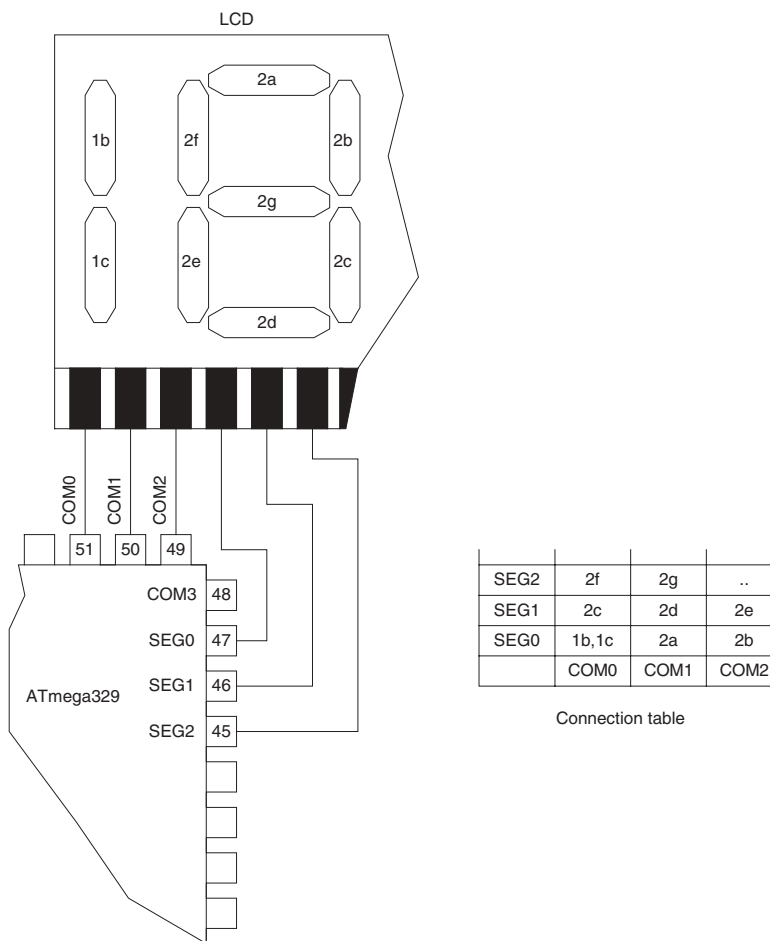 LCD
2a
1b 2f 2b
2g
1c 2e 2c
2d
COM0 COM1 COM2
51 50 49
COM3 48
SEG0 47
SEG1 46
ATmega329
SEG2 45
SEG2 2f 2g ..
SEG1 2c 2d 2e
SEG0 1b,1c 2a 2b
COM0 COM1 COM2
Connection table